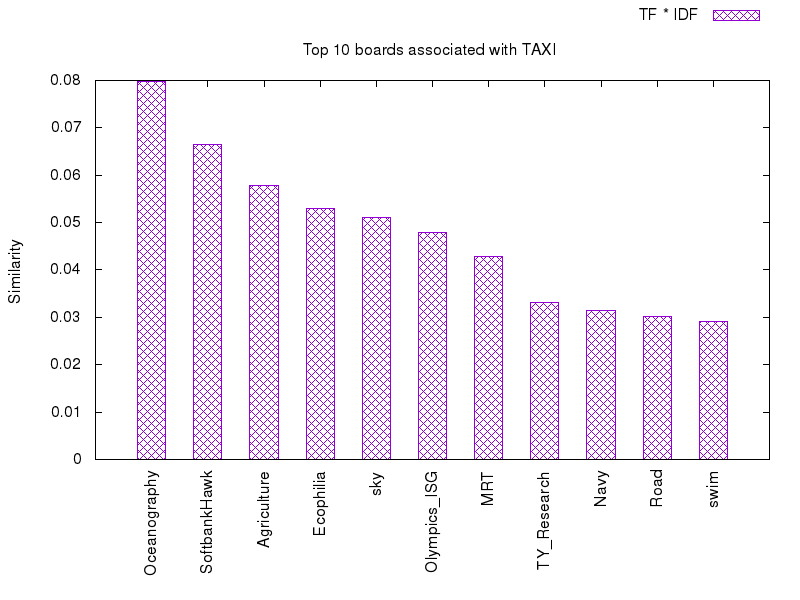 TF * IDF
Top 10 boards associated with TAXI
0.08
0.07
0.06
0.05
0.04
0.03
0.02
0.01
0
Similarity
Oceanography
SoftbankHawk
Agriculture
Ecophilia
sky
Olympics_ISG
MRT
TY_Research
Navy
Road
swim